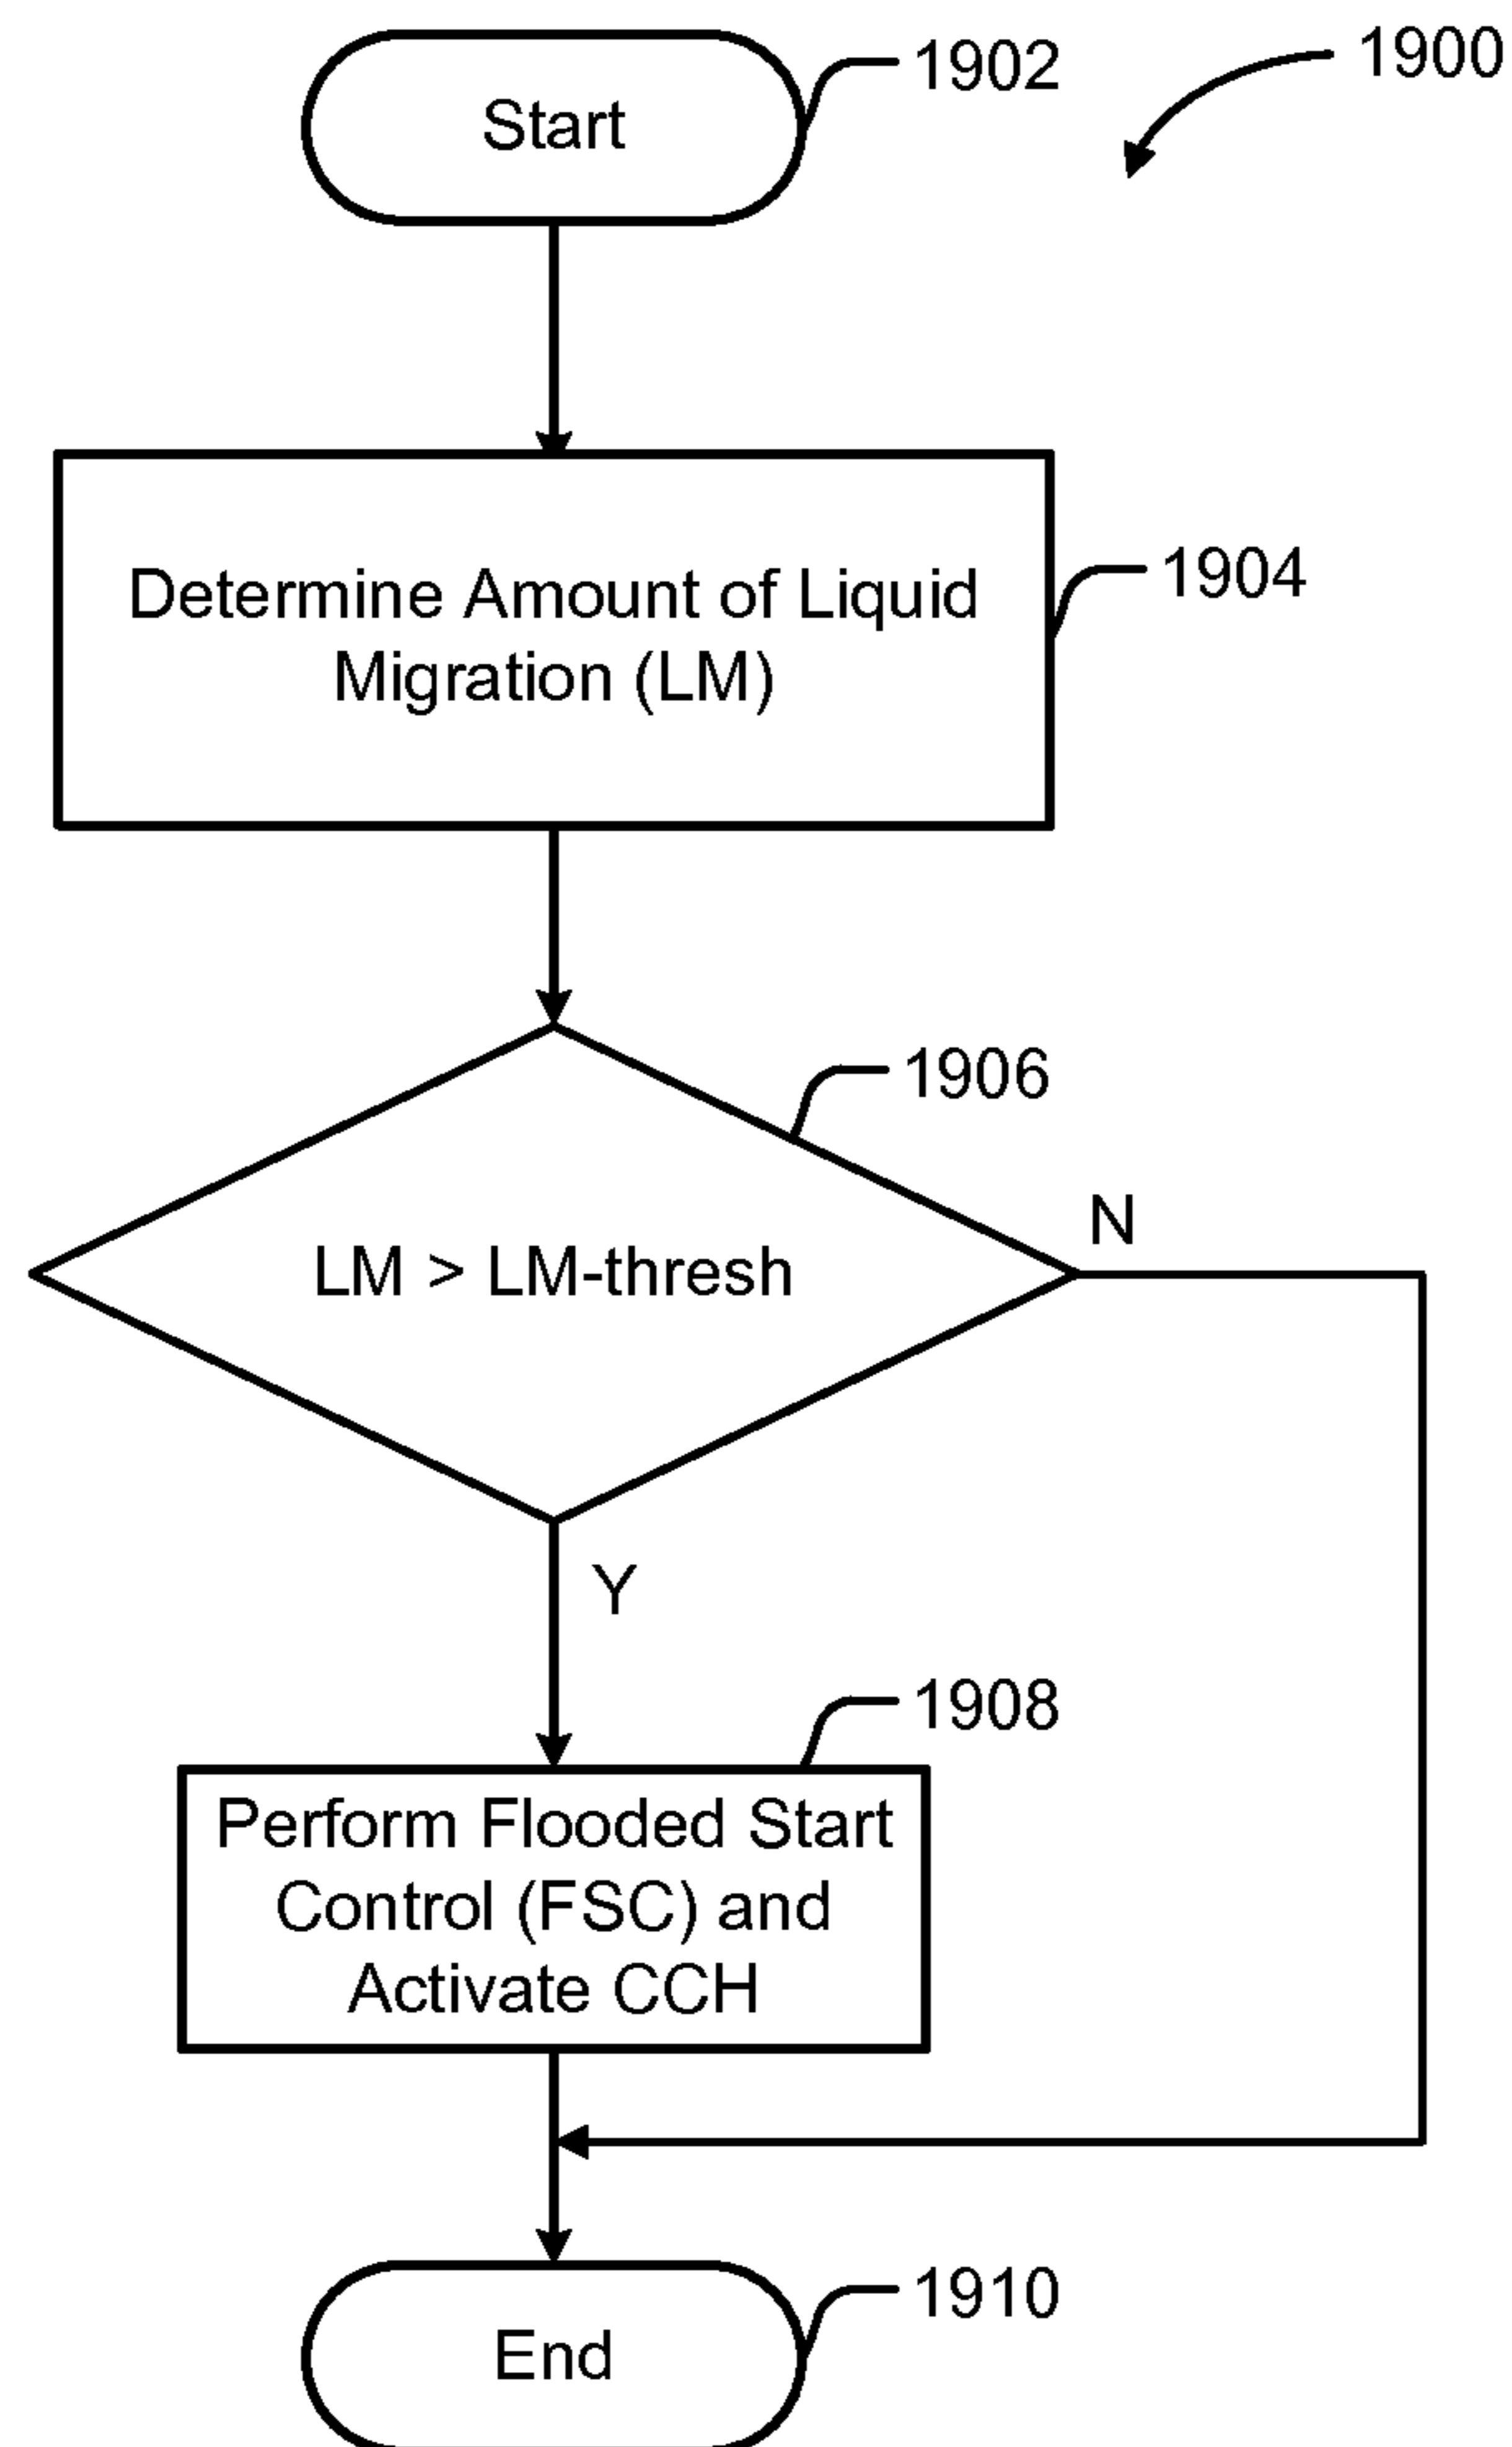 1900
Start
1902
Determine Amount of Liquid
Migration (LM)
1904
1906
LM > LM-thresh
N
Y
1908
Perform Flooded Start
Control (FSC) and
Activate CCH
End
1910